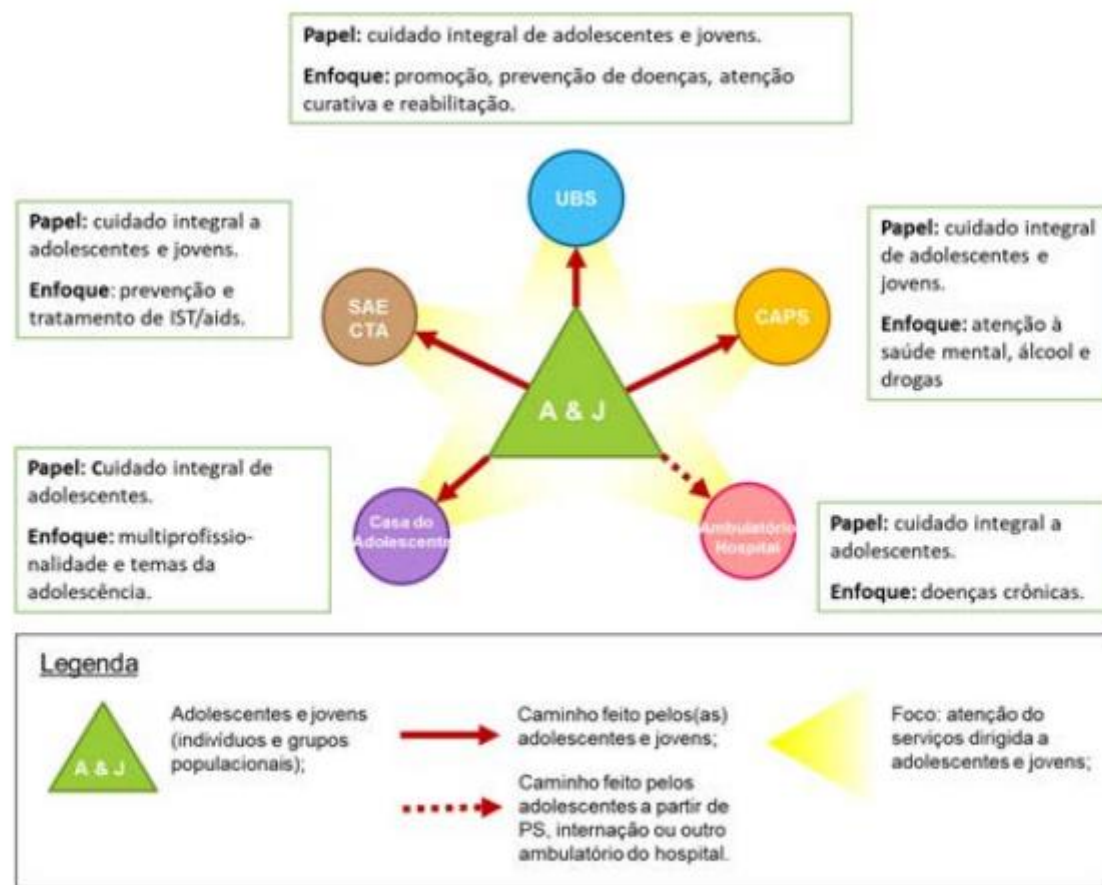 Papel: cuidado integral de adolescentes e jovens.
Enfoque: promoção, prevenção de doenças, atenção
curativa e reabilitação.
UBS
Papel: cuidado integral a
adolescentes e jovens.
Enfoque: prevenção e
tratamento de IST/aids.
SAE
CTA
CAPS
Papel: cuidado integral
de adolescentes e
jovens.
Enfoque: atenção à
saúde mental, álcool e
drogas
A & J
Papel: Cuidado integral de
adolescentes.
Enfoque: multiprofissio-
nalidade e temas da
adolescência.
Casa do
Adolescente
Ambulatório
Hospital
Papel: cuidado integral a
adolescentes.
Enfoque: doenças crônicas.
Legenda
A & J
Adolescentes e jovens
(indivíduos e grupos
populacionais);
Caminho feito pelos(as)
adolescentes e jovens;
Caminho feito pelos
adolescentes a partir de
PS, internação ou outro
ambulatório do hospital.
Foco: atenção do
serviços dirigida a
adolescentes e jovens;